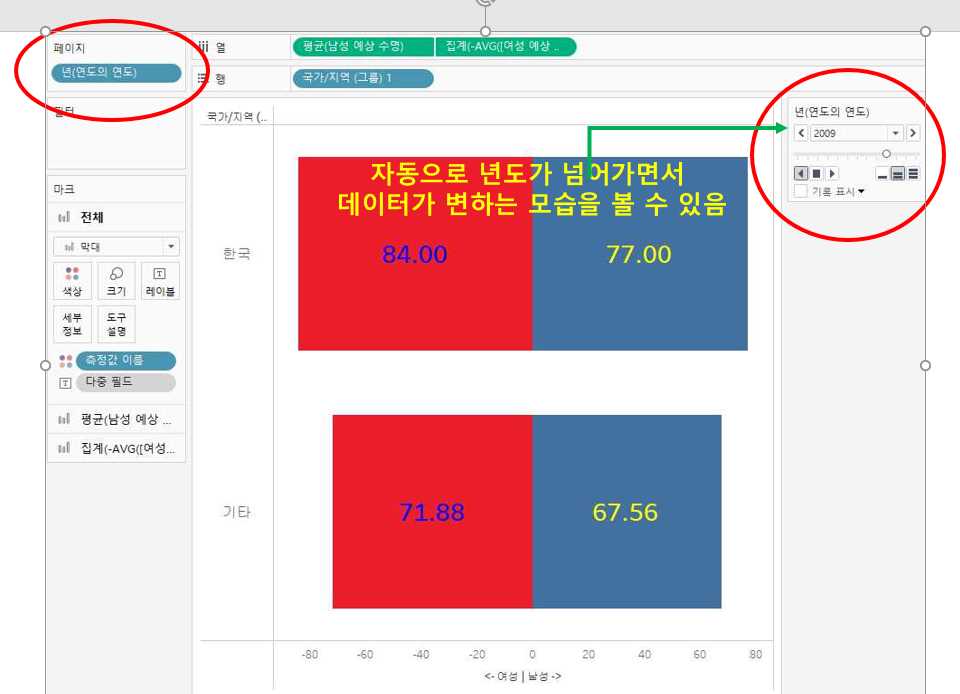 페이지
년(연도의 연도)
필터
마크
전체
막대
색상 크기 레이블
세부 정보
도구 설명
측정값 이름
다중 필드
평균(남성 예상 ...
집계(-AVG([여성...
열
평균(남성 예상 수명) 집계(-AVG([여성 예상 ..
행
국가/지역 (그룹) 1
국가/지역 (..
자동으로 년도가 넘어가면서
데이터가 변하는 모습을 볼 수 있음
한국
84.00 77.00
기타
71.88 67.56
-80 -60 -40 -20 0 20 40 60 80
<- 여성 | 남성 ->
년(연도의 연도)
2009
기록 표시